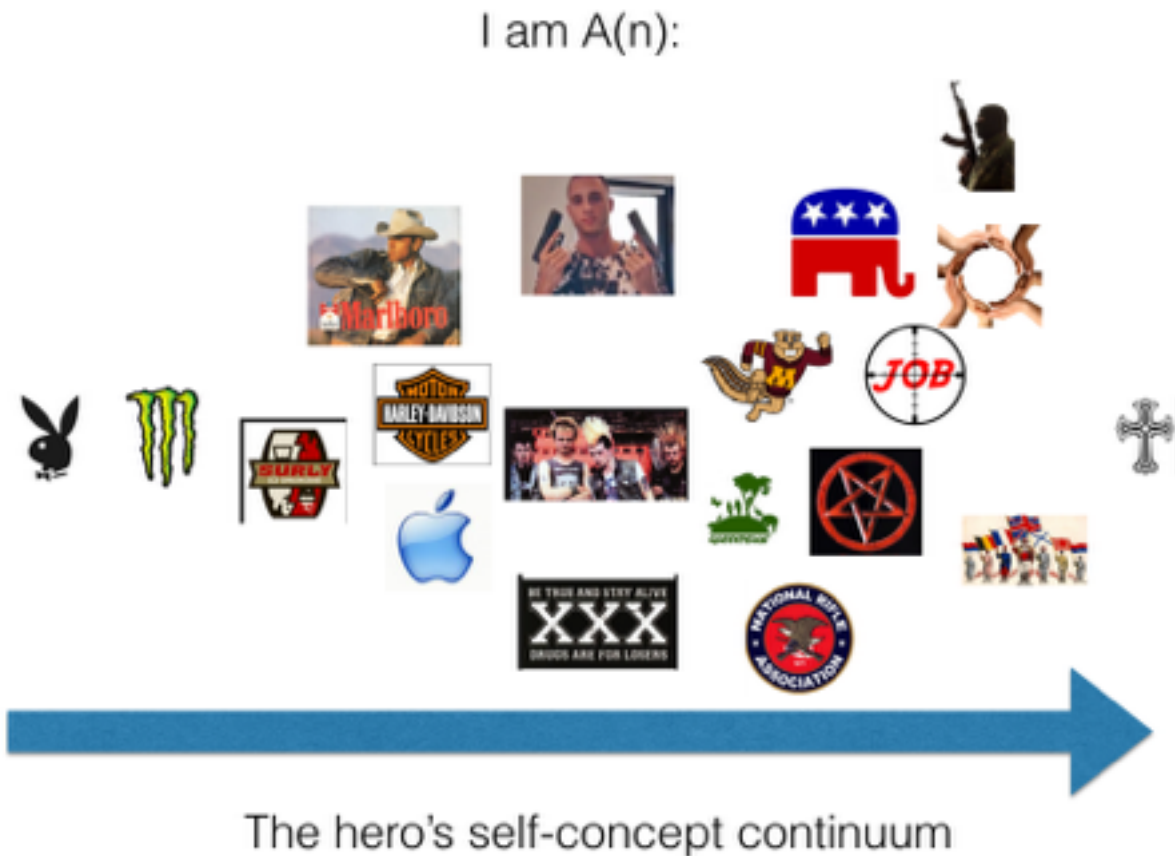 I am A(n):
Marlboro
JOB
MOTOR
HARLEY-DAVIDSON
CYCLES
SURLY
M
BE TRUE AND STAY ALIVE
XXX
DRUGS ARE FOR LOSERS
NATIONAL RIFLE
ASSOCIATION
The hero's self-concept continuum